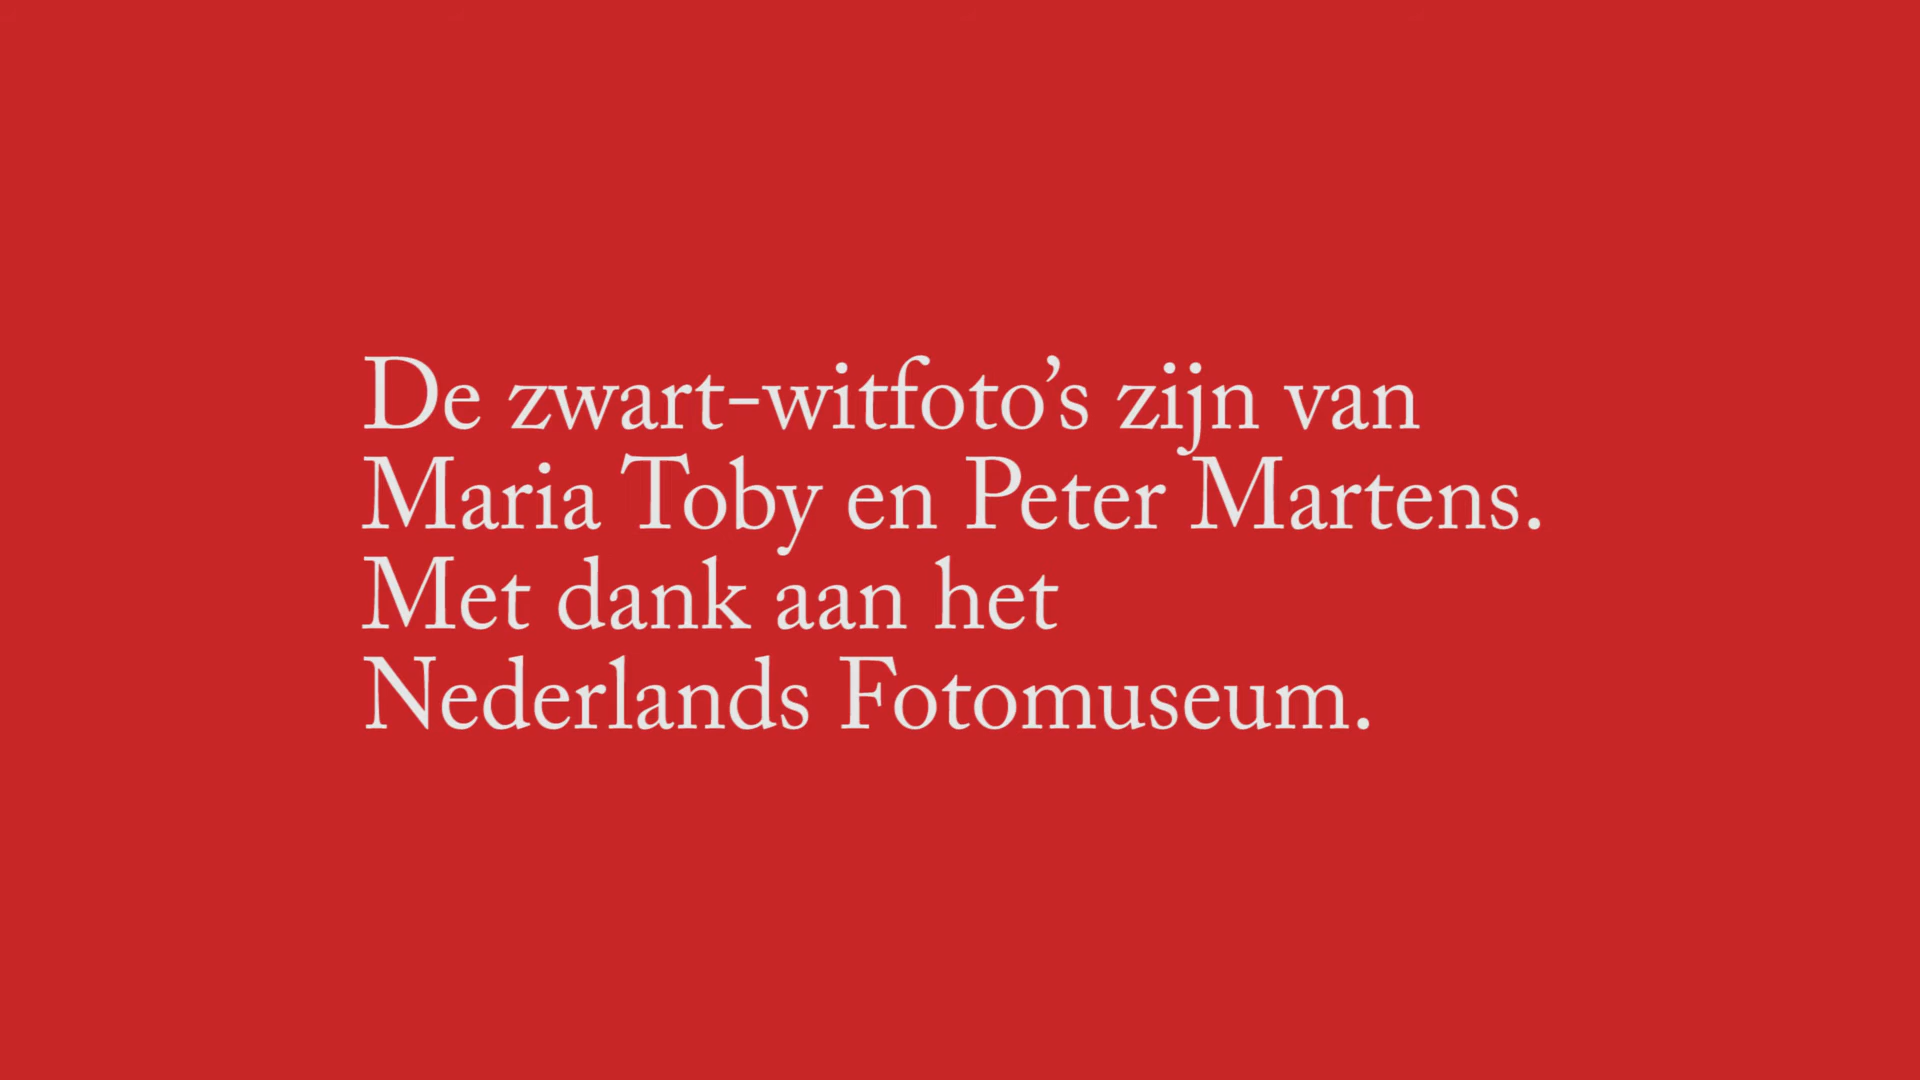 De zwart-witfoto’s zijn van
Maria Toby en Peter Martens.
Met dank aan het
Nederlands Fotomuseum.